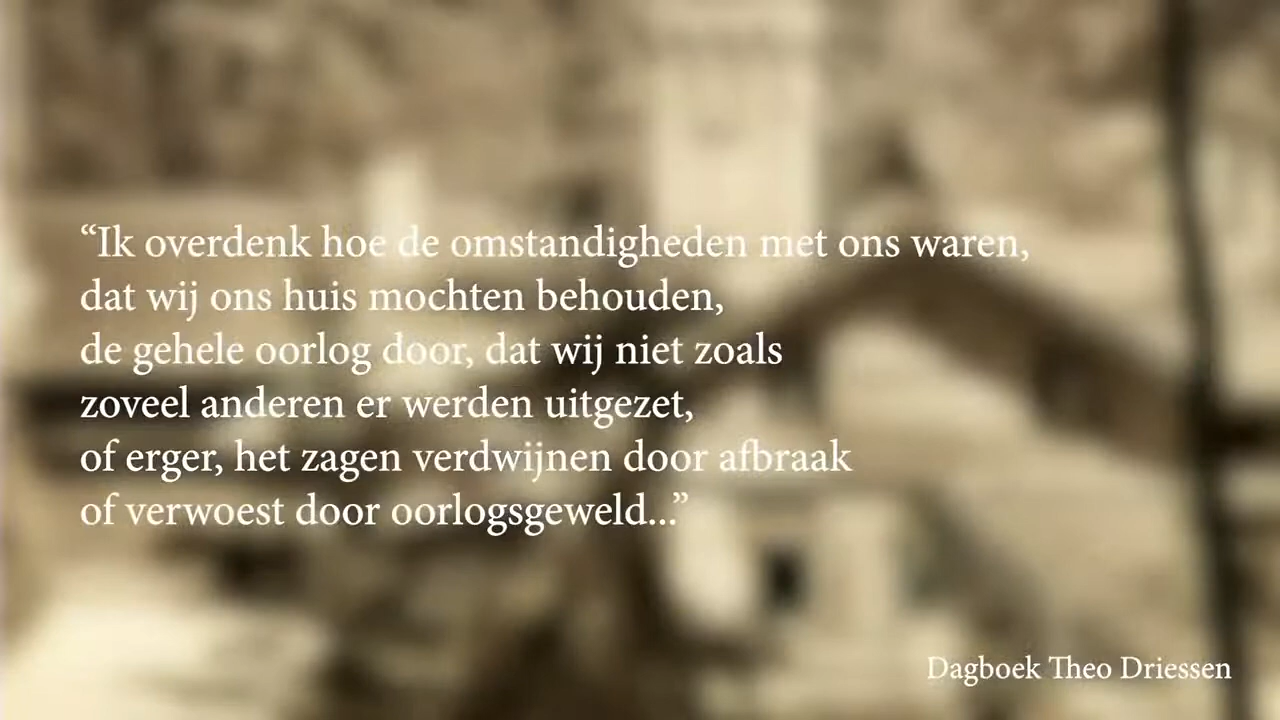 “Ik overdenk hoe de omstandigheden met ons waren,
dat wij ons huis mochten behouden,
de gehele oorlog door, dat wij niet zoals
zoveel anderen er werden uitgezet,
of erger, het zagen verdwijnen door afbraak
of verwoest door oorlogsgeweld...”
Dagboek Theo Driessen